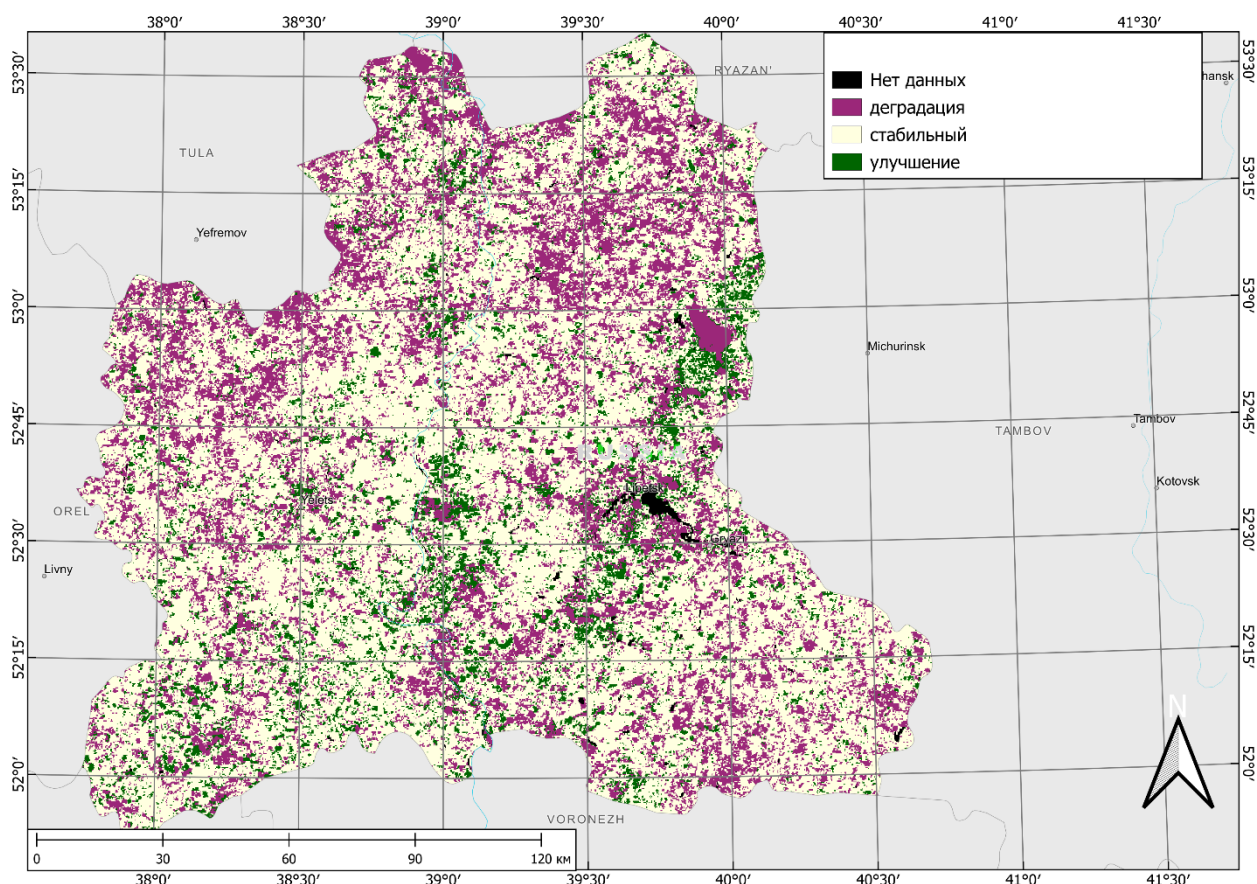 38°0′ 38°30′ 39°0′ 39°30′ 40°0′ 40°30′ 41°0′ 41°30′
53°30′ RYAZAN' hansk 53°30′
Нет данных
деградация
стабильный
улучшение
TULA
53°15′ 53°15′
Yefremov
53°0′ 53°0′
Michurinsk
52°45′ Tambov 52°45′
TAMBOV
RUSSIA
Kotovsk
Lipetsk
Yelets
OREL
52°30′ Gryazi 52°30′
Livny
52°15′ 52°15′
N
52°0′ 52°0′
VORONEZH
0 30 60 90 120 км
38°0′ 38°30′ 39°0′ 39°30′ 40°0′ 40°30′ 41°0′ 41°30′